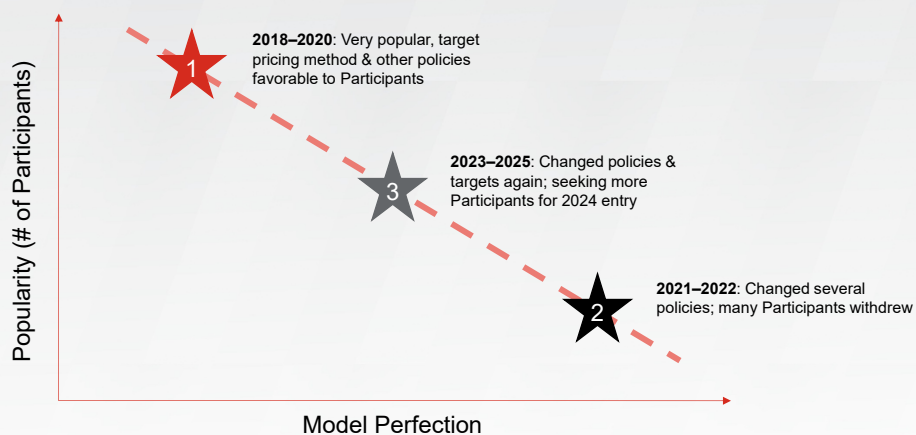 Popularity (# of Participants)
1
2018–2020: Very popular, target
pricing method & other policies
favorable to Participants
3
2023–2025: Changed policies &
targets again; seeking more
Participants for 2024 entry
2
2021–2022: Changed several
policies; many Participants withdrew
Model Perfection